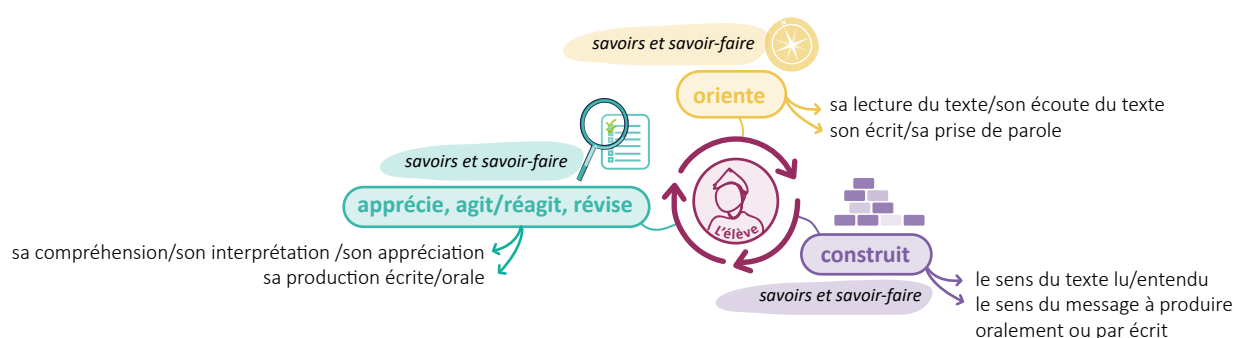 savoirs et savoir-faire
oriente
sa lecture du texte/son écoute du texte
son écrit/sa prise de parole
savoirs et savoir-faire
apprécie, agit/réagit, révise
sa compréhension/son interprétation /son appréciation
sa production écrite/orale
L'élève
construit
savoirs et savoir-faire
le sens du texte lu/entendu
le sens du message à produire
oralement ou par écrit